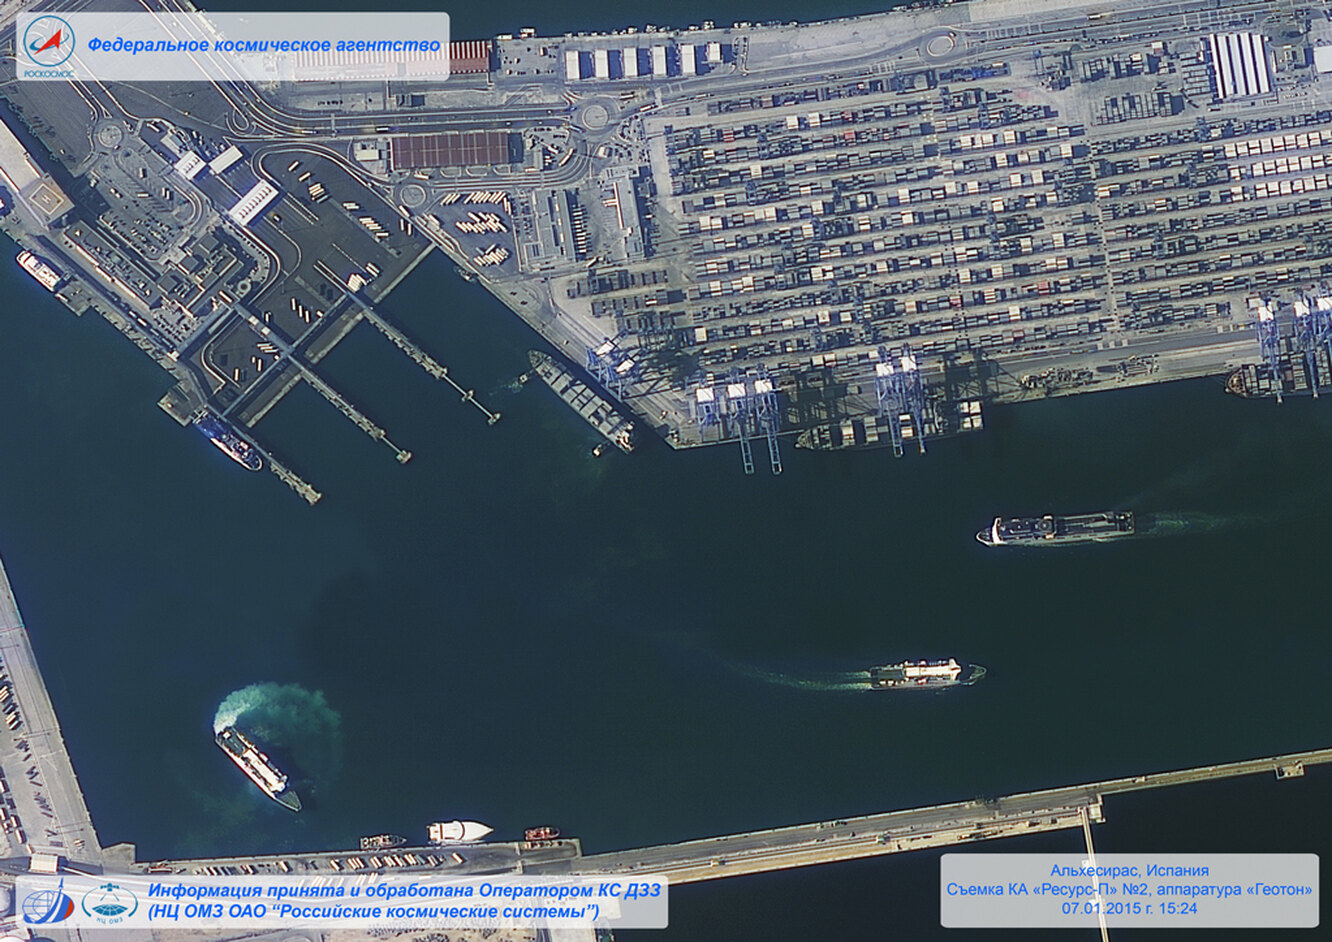 Федеральное космическое агентство
РОСКОСМОС
Информация принята и обработана Оператором КС ДЗЗ
(НЦ ОМЗ ОАО “Российские космические системы”)
НЦ ОМЗ
Альхесирас, Испания
Съемка КА «Ресурс-П» №2, аппаратура «Геотон»
07.01.2015 г. 15:24